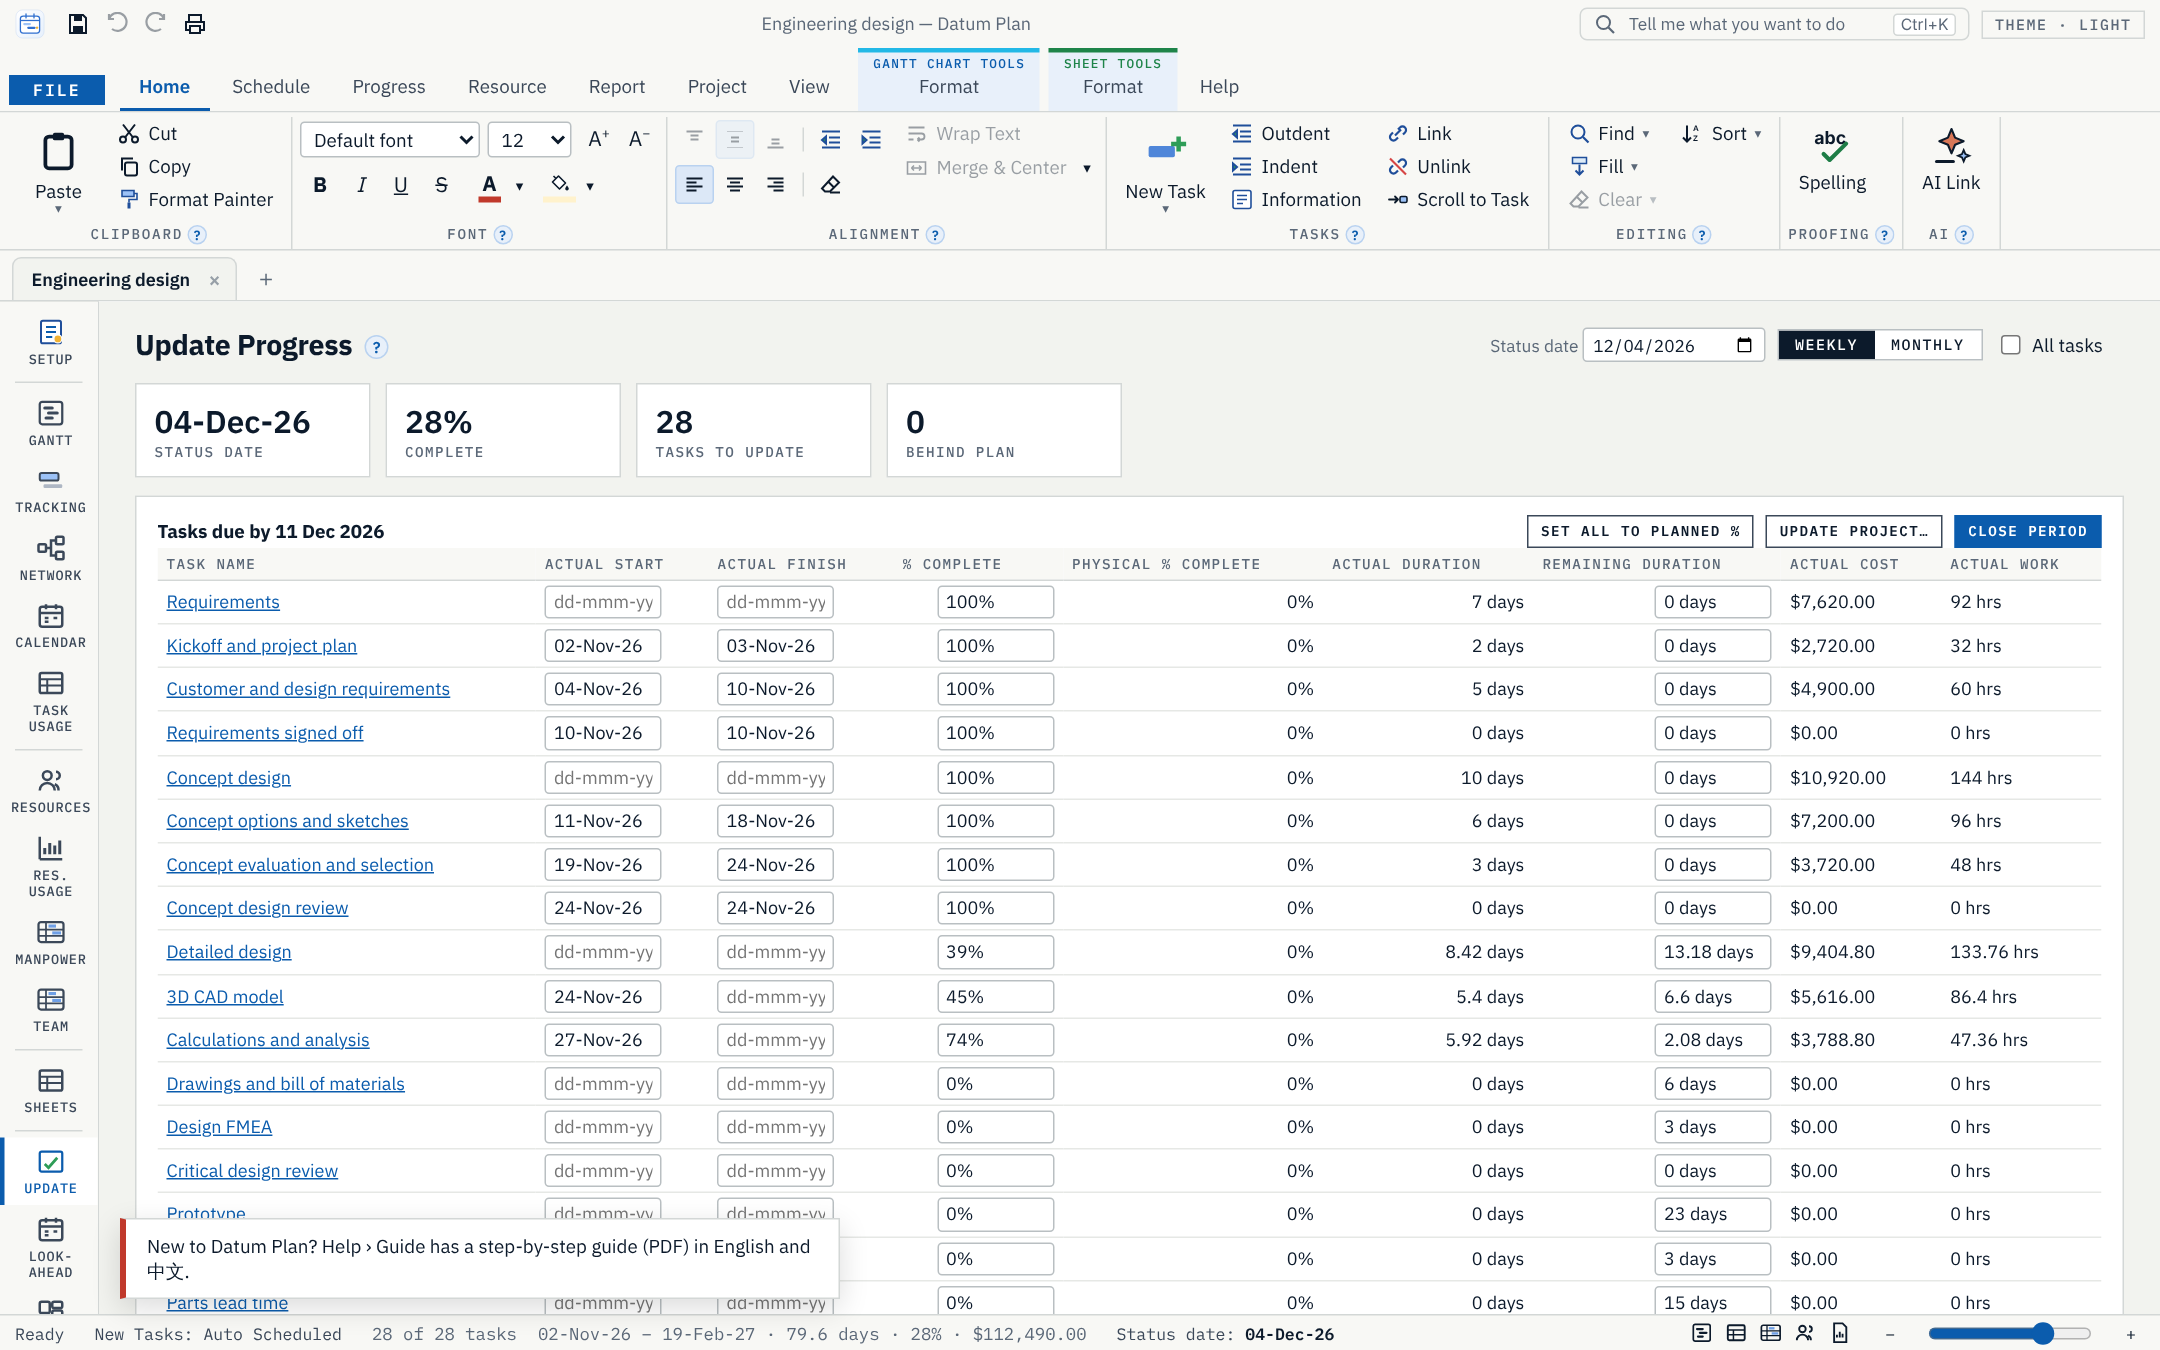 Engineering design — Datum Plan
Tell me what you want to do
Ctrl+K
THEME · LIGHT
FILE
Home
Schedule
Progress
Resource
Report
Project
View
GANTT CHART TOOLS
Format
SHEET TOOLS
Format
Help
Paste
Cut
Copy
Format Painter
CLIPBOARD ?
Default font
12
A+ A−
B I U S A
FONT ?
Wrap Text
Merge & Center
ALIGNMENT ?
New Task
Outdent
Indent
Information
Link
Unlink
Scroll to Task
TASKS ?
Find
Sort
Fill
Clear
EDITING ?
abc
Spelling
PROOFING ?
AI Link
AI ?
Engineering design × +
SETUP
GANTT
TRACKING
NETWORK
CALENDAR
TASK
USAGE
RESOURCES
RES.
USAGE
MANPOWER
TEAM
SHEETS
UPDATE
LOOK-
AHEAD
Update Progress ?
Status date 12/04/2026 WEEKLY MONTHLY All tasks
04-Dec-26
STATUS DATE
28%
COMPLETE
28
TASKS TO UPDATE
0
BEHIND PLAN
Tasks due by 11 Dec 2026
SET ALL TO PLANNED % UPDATE PROJECT… CLOSE PERIOD
TASK NAME ACTUAL START ACTUAL FINISH % COMPLETE PHYSICAL % COMPLETE ACTUAL DURATION REMAINING DURATION ACTUAL COST ACTUAL WORK
Requirements dd-mmm-yy dd-mmm-yy 100% 0% 7 days 0 days $7,620.00 92 hrs
Kickoff and project plan 02-Nov-26 03-Nov-26 100% 0% 2 days 0 days $2,720.00 32 hrs
Customer and design requirements 04-Nov-26 10-Nov-26 100% 0% 5 days 0 days $4,900.00 60 hrs
Requirements signed off 10-Nov-26 10-Nov-26 100% 0% 0 days 0 days $0.00 0 hrs
Concept design dd-mmm-yy dd-mmm-yy 100% 0% 10 days 0 days $10,920.00 144 hrs
Concept options and sketches 11-Nov-26 18-Nov-26 100% 0% 6 days 0 days $7,200.00 96 hrs
Concept evaluation and selection 19-Nov-26 24-Nov-26 100% 0% 3 days 0 days $3,720.00 48 hrs
Concept design review 24-Nov-26 24-Nov-26 100% 0% 0 days 0 days $0.00 0 hrs
Detailed design dd-mmm-yy dd-mmm-yy 39% 0% 8.42 days 13.18 days $9,404.80 133.76 hrs
3D CAD model 24-Nov-26 dd-mmm-yy 45% 0% 5.4 days 6.6 days $5,616.00 86.4 hrs
Calculations and analysis 27-Nov-26 dd-mmm-yy 74% 0% 5.92 days 2.08 days $3,788.80 47.36 hrs
Drawings and bill of materials dd-mmm-yy dd-mmm-yy 0% 0% 0 days 6 days $0.00 0 hrs
Design FMEA dd-mmm-yy dd-mmm-yy 0% 0% 0 days 3 days $0.00 0 hrs
Critical design review dd-mmm-yy dd-mmm-yy 0% 0% 0 days 0 days $0.00 0 hrs
Prototype dd-mmm-yy dd-mmm-yy 0% 0% 0 days 23 days $0.00 0 hrs
0% 0% 0 days 3 days $0.00 0 hrs
Parts lead time dd-mmm-yy dd-mmm-yy 0% 0% 0 days 15 days $0.00 0 hrs
New to Datum Plan? Help › Guide has a step-by-step guide (PDF) in English and
中文.
Ready New Tasks: Auto Scheduled 28 of 28 tasks 02-Nov-26 – 19-Feb-27 · 79.6 days · 28% · $112,490.00 Status date: 04-Dec-26